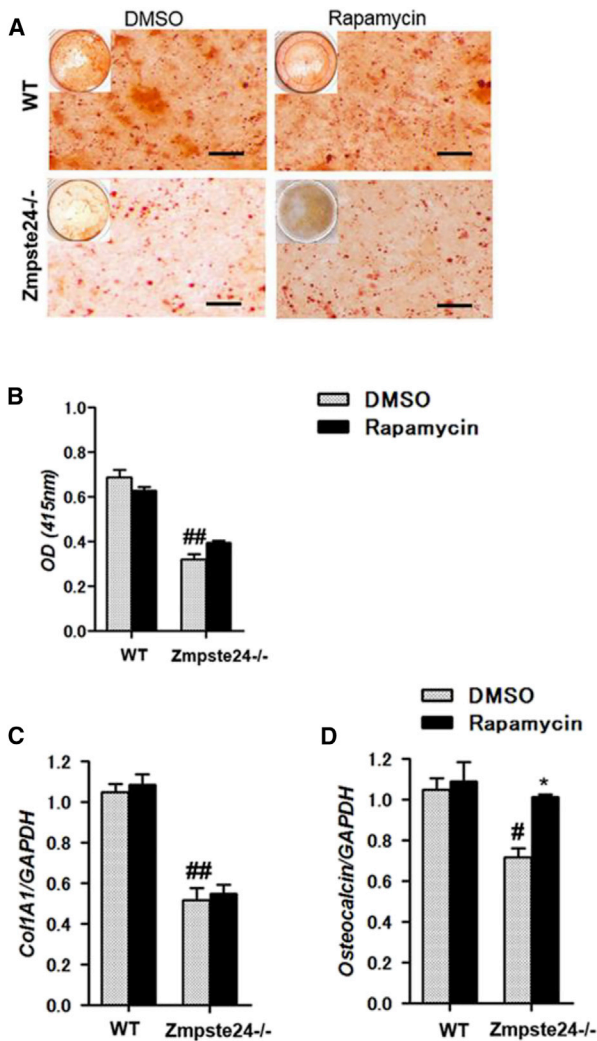 A
DMSO Rapamycin
WT
Zmpste24-/-
B
DMSO
Rapamycin
OD (415nm)
1.0
0.8
0.6
0.4
0.2
0.0
##
WT Zmpste24-/-
DMSO
Rapamycin
C
Col1A1/GAPDH
1.2
1.0
0.8
0.6
0.4
0.2
0.0
##
WT Zmpste24-/-
D
Osteocalcin/GAPDH
1.2
1.0
0.8
0.6
0.4
0.2
0.0
#
*
WT Zmpste24-/-